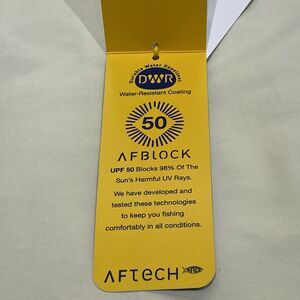 Durable Water Repellent
DWR
Water-Resistant Coating
50
AFBLOCK
UPF 50 Blocks 98% Of The
Sun's Harmful UV Rays.
We have developed and
tested these technologies
to keep you fishing
comfortably in all conditions.
AFTECH
AFTCO